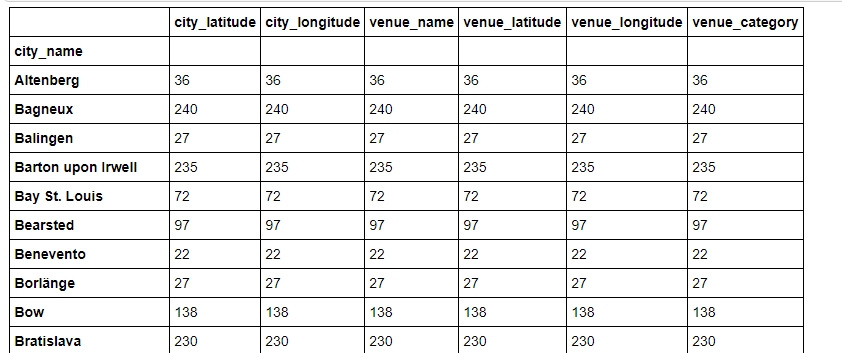 city_latitude city_longitude venue_name venue_latitude venue_longitude venue_category
city_name
Altenberg 36 36 36 36 36 36
Bagneux 240 240 240 240 240 240
Balingen 27 27 27 27 27 27
Barton upon Irwell 235 235 235 235 235 235
Bay St. Louis 72 72 72 72 72 72
Bearsted 97 97 97 97 97 97
Benevento 22 22 22 22 22 22
Borlänge 27 27 27 27 27 27
Bow 138 138 138 138 138 138
Bratislava 230 230 230 230 230 230